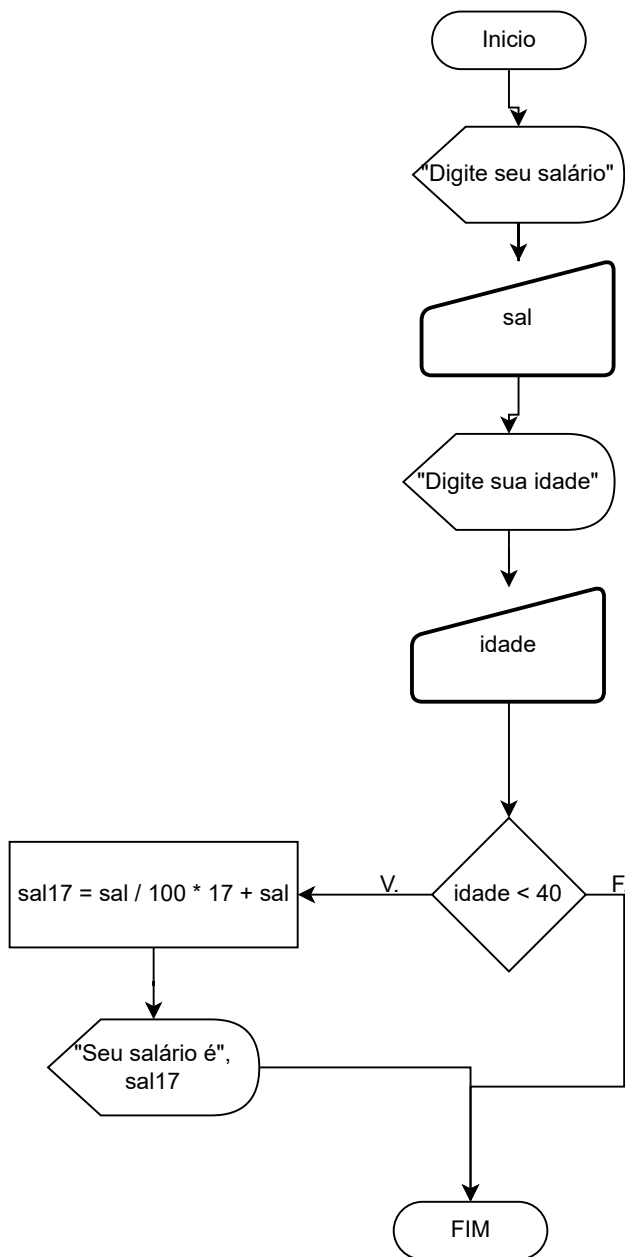 Inicio
"Digite seu salário"
sal
"Digite sua idade"
idade
idade < 40
V.
F.
sal17 = sal / 100 * 17 + sal
"Seu salário é",
sal17
FIM